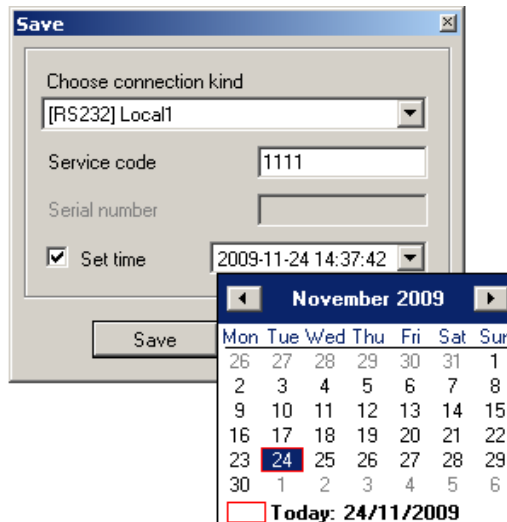 Save
Choose connection kind
[RS232] Local1
Service code 1111
Serial number
Set time 2009-11-24 14:37:42
November 2009
Save
Mon Tue Wed Thu Fri Sat Sun
26 27 28 29 30 31 1
2 3 4 5 6 7 8
9 10 11 12 13 14 15
16 17 18 19 20 21 22
23 24 25 26 27 28 29
30 1 2 3 4 5 6
Today: 24/11/2009